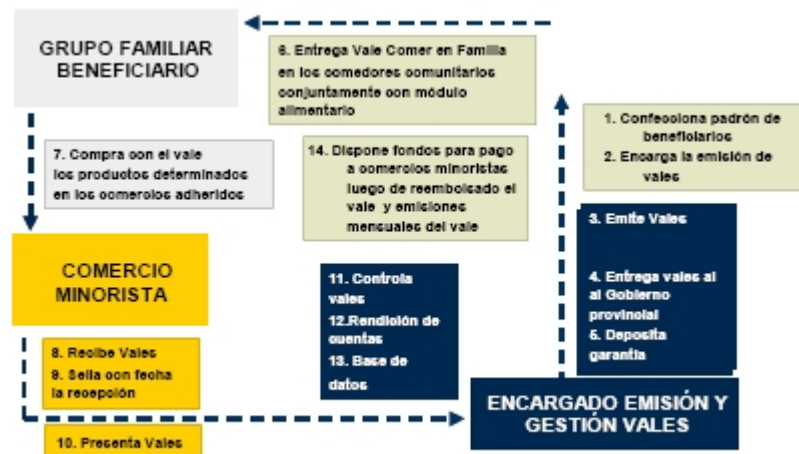 GRUPO FAMILIAR
BENEFICIARIO
6. Entrega Vale Comer en Familia
en los comedores comunitarios
conjuntamente con módulo
alimentario
1. Confecciona padrón de
beneficiarios
2. Encarga la emisión de
vales
7. Compra con el vale
los productos determinados
en los comercios adheridos
14. Dispone fondos para pago
a comercios minoristas
luego de reembolsado el
vale y emisiones
mensuales del vale
3. Emite Vales
4. Entrega vales al
al Gobierno
provincial
5. Deposita
garantía
COMERCIO
MINORISTA
11. Controla
vales
12.Rendición de
cuentas
13. Base de
datos
8. Recibe Vales
9. Sella con fecha
la recepción
10. Presenta Vales
ENCARGADO EMISIÓN Y
GESTIÓN VALES